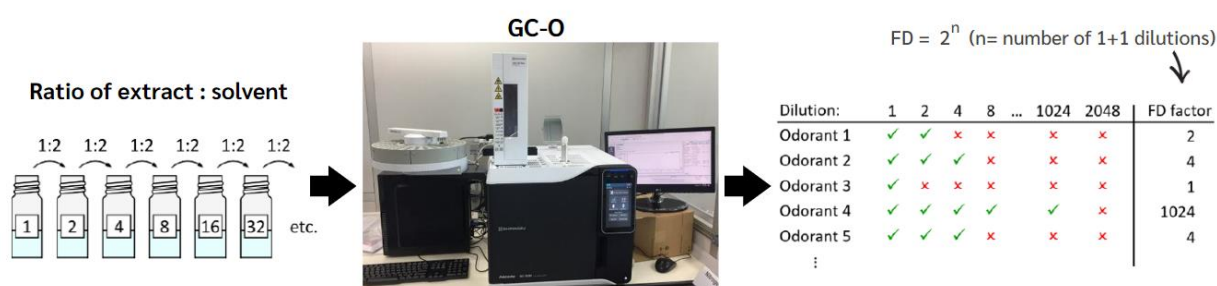 GC-O
FD = 2^n (n= number of 1+1 dilutions)
Ratio of extract : solvent
1:2 1:2 1:2 1:2 1:2 1:2
1 2 4 8 16 32 etc.
Dilution: 1 2 4 8 ... 1024 2048 FD factor
Odorant 1 ✓ ✓ x x x x 2
Odorant 2 ✓ ✓ ✓ x x x 4
Odorant 3 ✓ x x x x x 1
Odorant 4 ✓ ✓ ✓ ✓ ✓ x 1024
Odorant 5 ✓ ✓ ✓ x x x 4
⋮